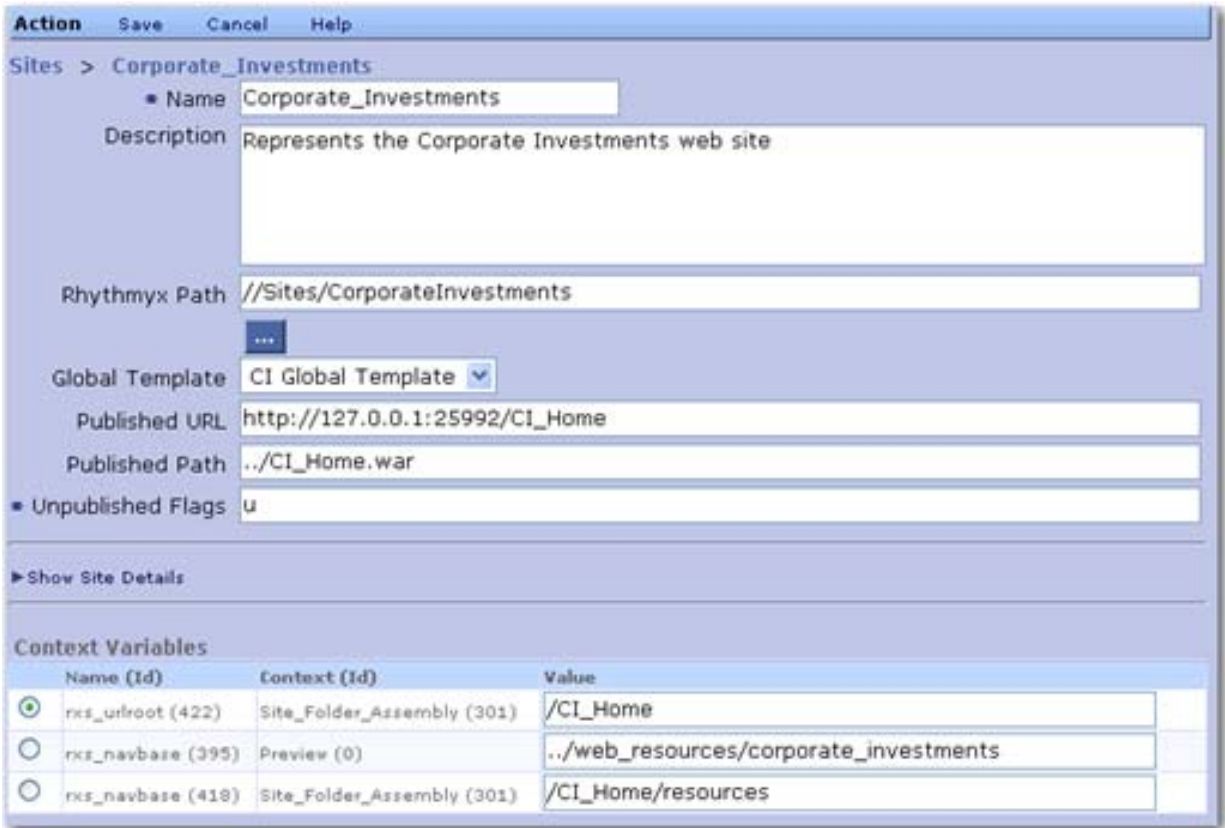 Action Save Cancel Help
Sites > Corporate_Investments
Name Corporate_Investments
Description Represents the Corporate Investments web site
Rhythmyx Path //Sites/CorporateInvestments
...
Global Template CI Global Template
Published URL http://127.0.0.1:25992/CI_Home
Published Path ../CI_Home.war
Unpublished Flags u
Show Site Details
Context Variables
Name (Id) Context (Id) Value
rxs_urlroot (422) Site_Folder_Assembly (301) /CI_Home
rxs_navbase (395) Preview (0) ../web_resources/corporate_investments
rxs_navbase (418) Site_Folder_Assembly (301) /CI_Home/resources